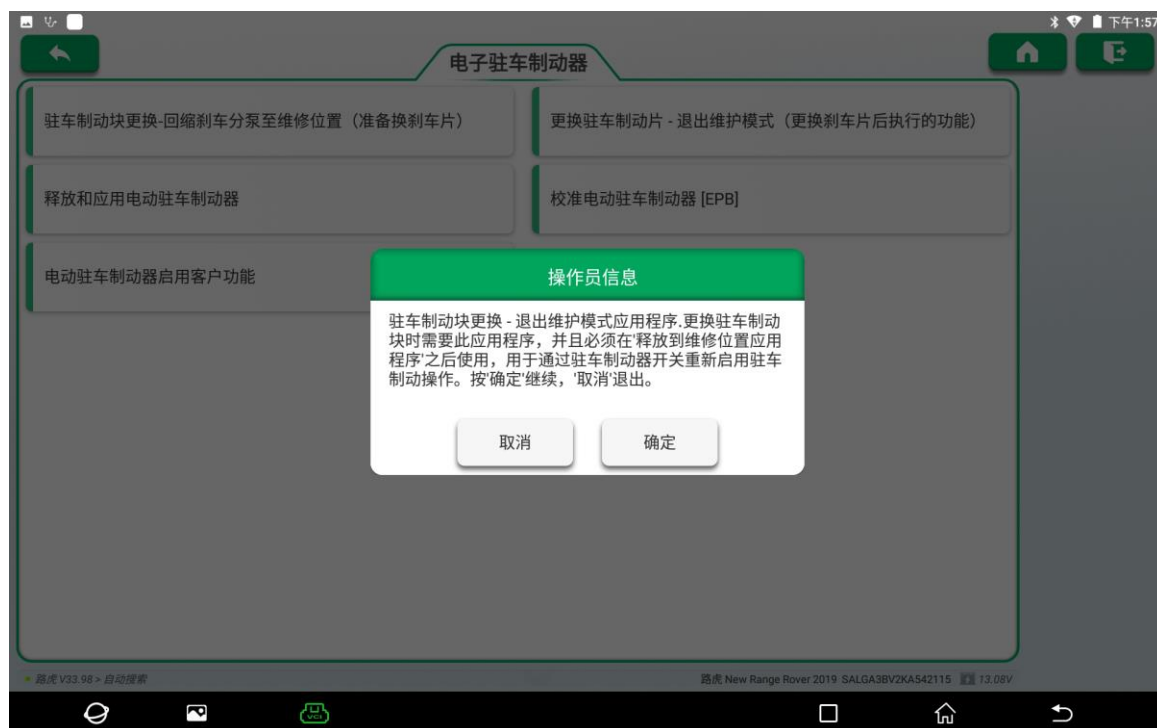 下午1:57
电子驻车制动器
驻车制动块更换-回缩刹车分泵至维修位置（准备换刹车片）
更换驻车制动片 - 退出维护模式（更换刹车片后执行的功能）
释放和应用电动驻车制动器
校准电动驻车制动器 [EPB]
电动驻车制动器启用客户功能
操作员信息
驻车制动块更换 - 退出维护模式应用程序.更换驻车制动
块时需要此应用程序，并且必须在'释放到维修位置应用
程序'之后使用，用于通过驻车制动器开关重新启用驻车
制动操作。按'确定'继续，'取消'退出。
取消
确定
路虎 V33.98 > 自动搜索
路虎 New Range Rover 2019 SALGA3BV2KA542115 13.08V
VCI